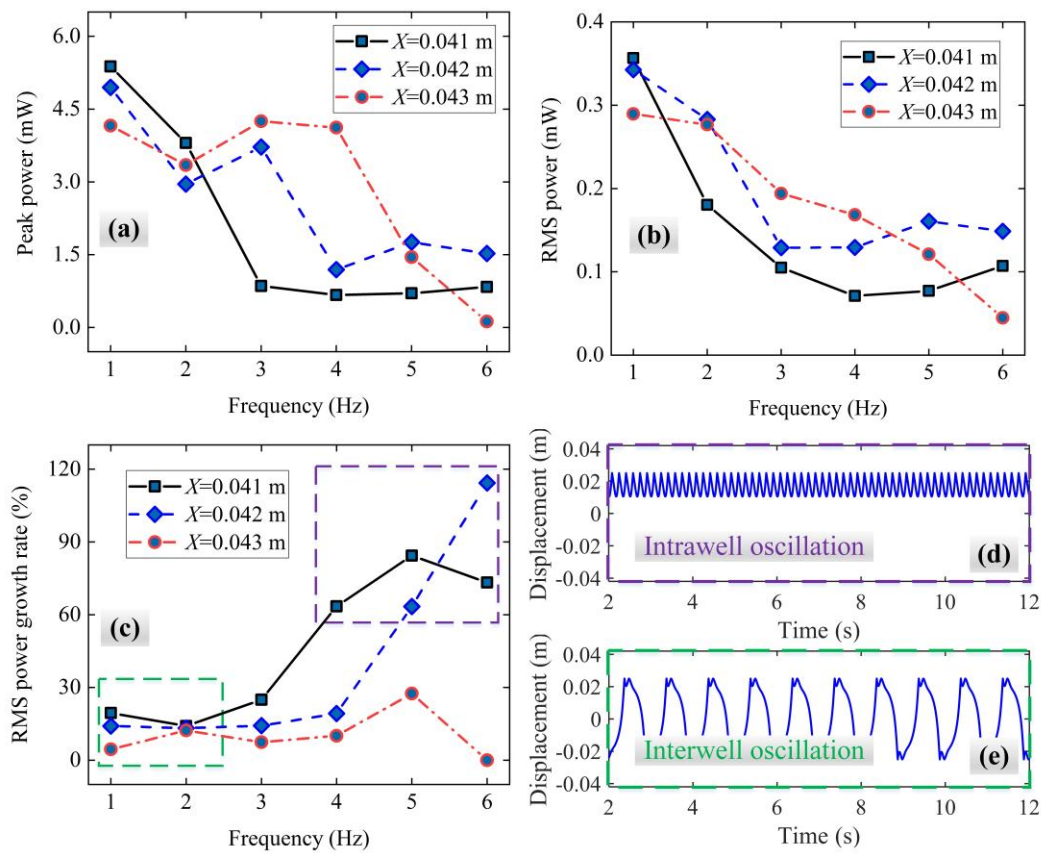 6.0
4.5
3.0
1.5
0.0
Peak power (mW)
X=0.041 m
X=0.042 m
X=0.043 m
(a)
1 2 3 4 5 6
Frequency (Hz)
0.4
0.3
0.2
0.1
0.0
RMS power (mW)
X=0.041 m
X=0.042 m
X=0.043 m
(b)
1 2 3 4 5 6
Frequency (Hz)
120
90
60
30
0
RMS power growth rate (%)
X=0.041 m
X=0.042 m
X=0.043 m
(c)
1 2 3 4 5 6
Frequency (Hz)
0.04
0.02
0
-0.02
-0.04
Displacement (m)
Intrawell oscillation
(d)
2 4 6 8 10 12
Time (s)
0.04
0.02
0
-0.02
-0.04
Displacement (m)
Interwell oscillation
(e)
2 4 6 8 10 12
Time (s)